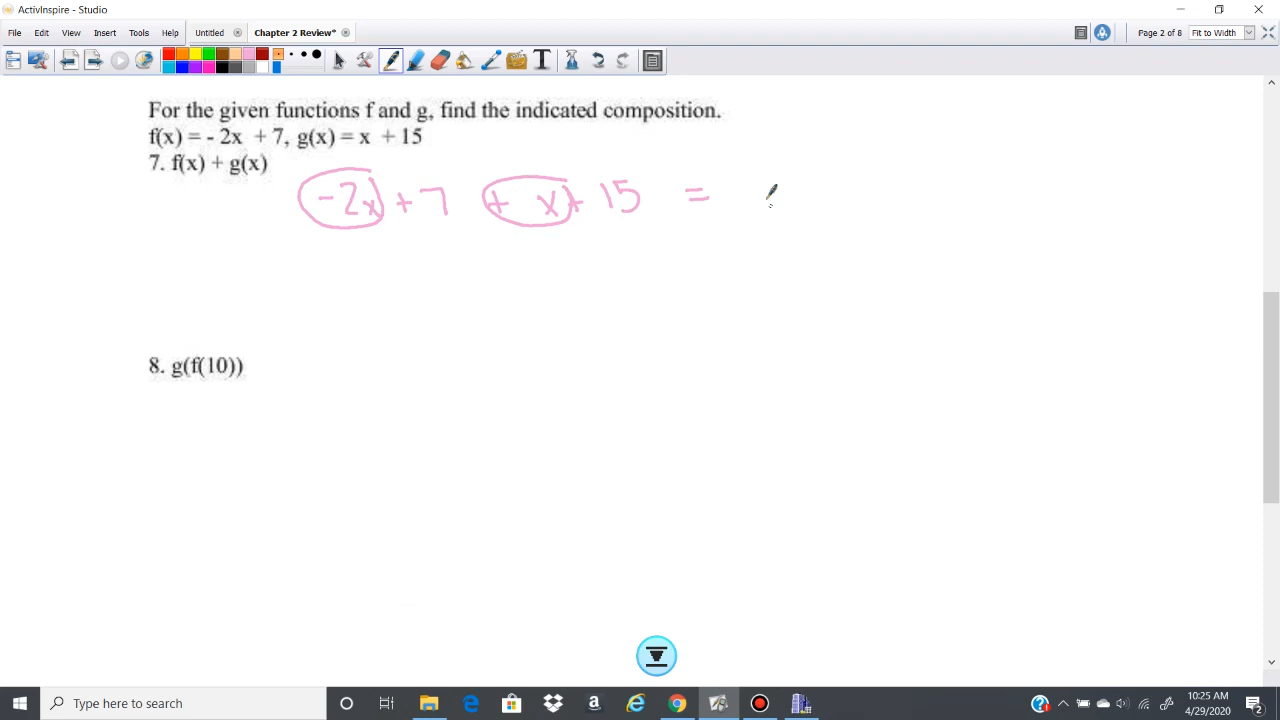 ActivInspire - Studio
File Edit View Insert Tools Help Untitled Chapter 2 Review* Page 2 of 8 Fit to Width
For the given functions f and g, find the indicated composition.
f(x) = - 2x + 7, g(x) = x + 15
7. f(x) + g(x)
-2x + 7 + x + 15 =
8. g(f(10))
Type here to search
10:25 AM
4/29/2020
2